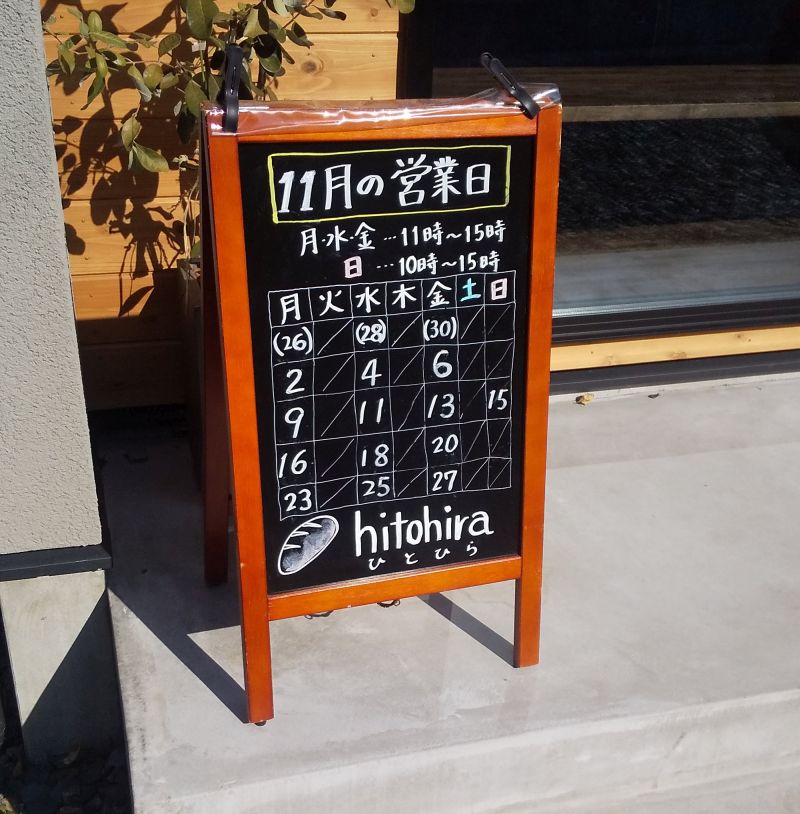 11月の営業日
月・水・金…11時～15時
日…10時～15時
月 火 水 木 金 土 日
(26) (28) (30)
2 4 6
9 11 13 15
16 18 20
23 25 27
hitohira
ひとひら